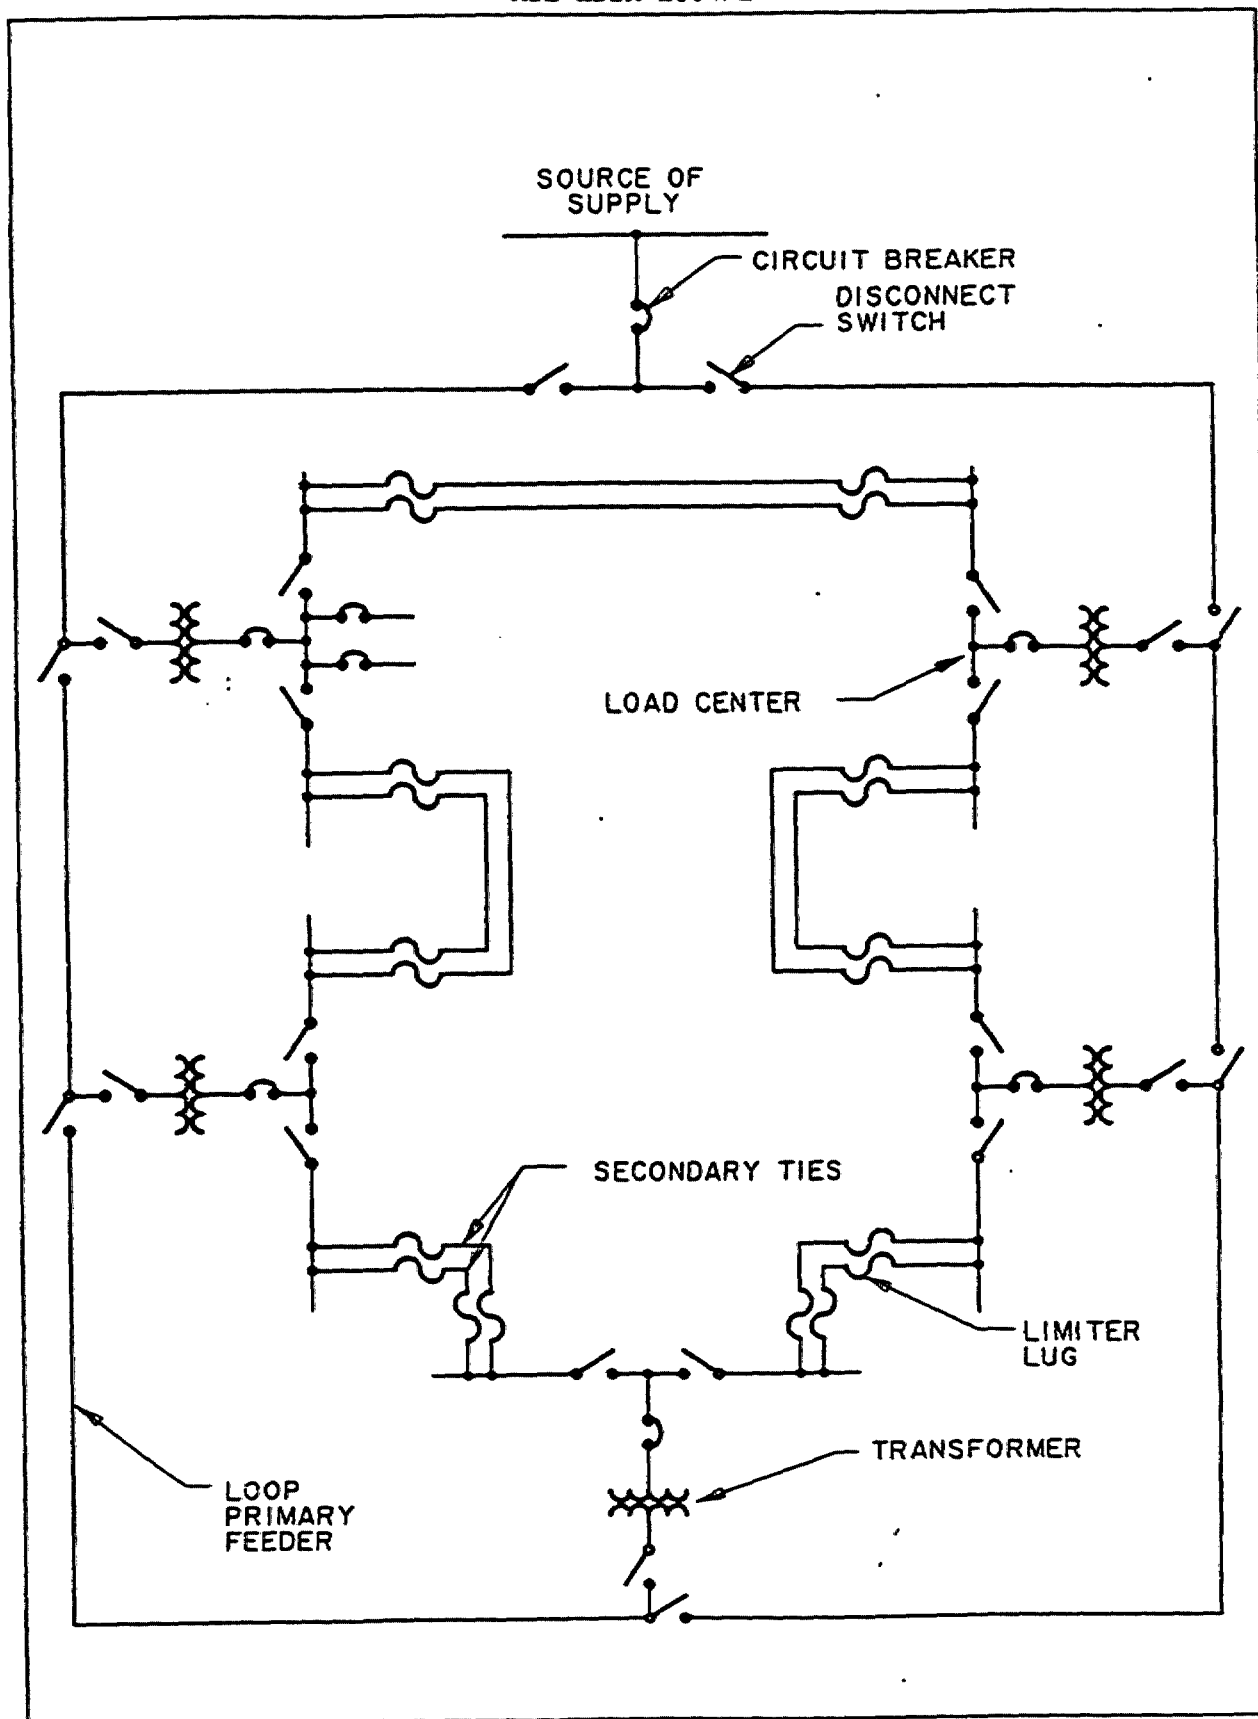 SOURCE OF
SUPPLY
CIRCUIT BREAKER
DISCONNECT
SWITCH
LOAD CENTER
SECONDARY TIES
LIMITER
LUG
TRANSFORMER
LOOP
PRIMARY
FEEDER